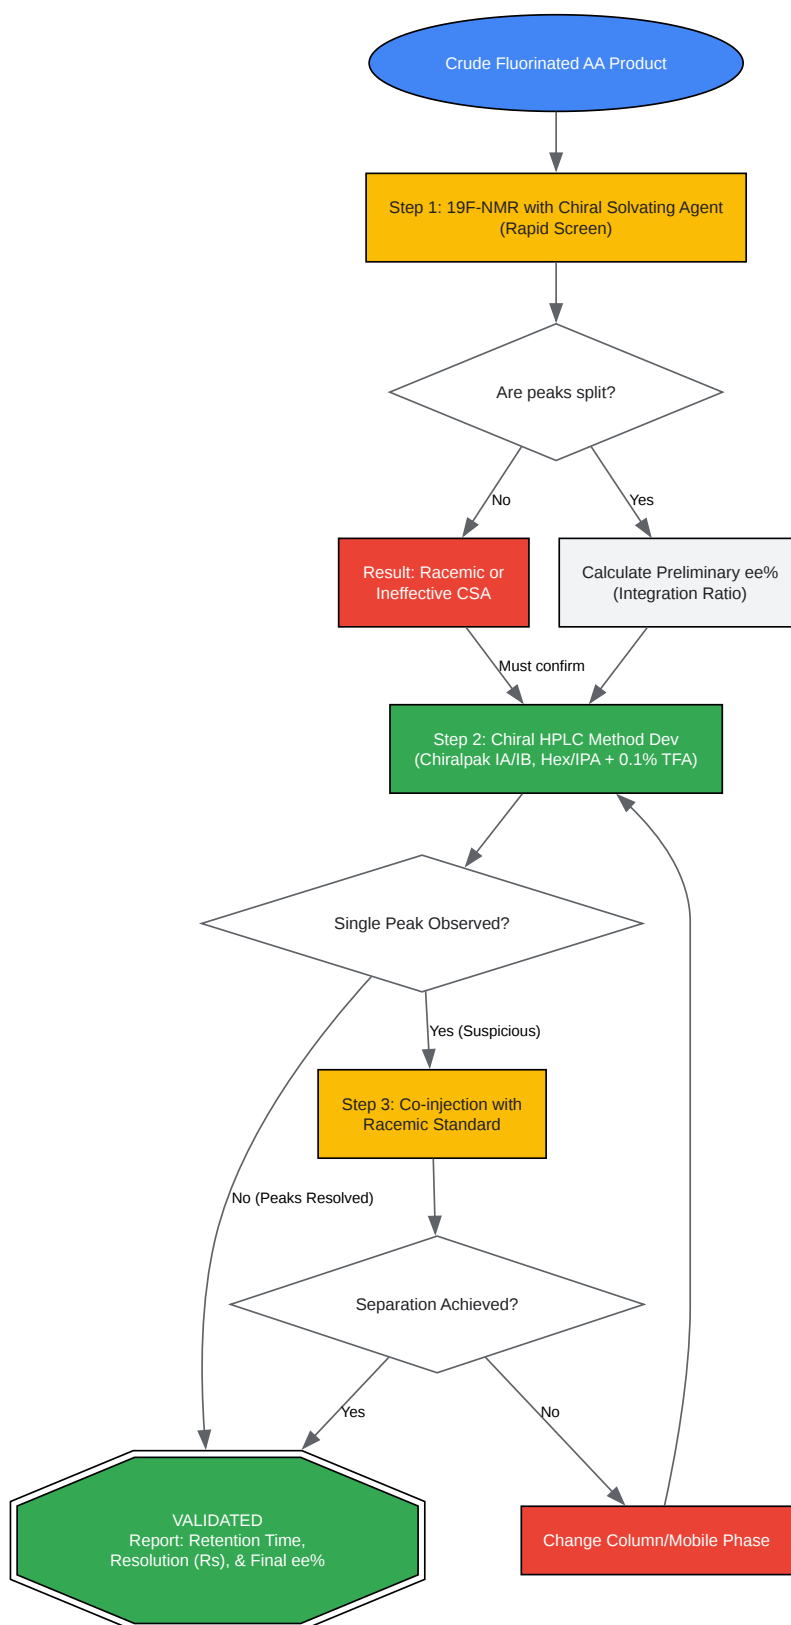 Crude Fluorinated AA Product
Step 1: 19F-NMR with Chiral Solvating Agent
(Rapid Screen)
Are peaks split?
No
Yes
Result: Racemic or
Ineffective CSA
Calculate Preliminary ee%
(Integration Ratio)
Must confirm
Step 2: Chiral HPLC Method Dev
(Chiralpak IA/IB, Hex/IPA + 0.1% TFA)
Single Peak Observed?
Yes (Suspicious)
Step 3: Co-injection with
Racemic Standard
No (Peaks Resolved)
Separation Achieved?
Yes
No
VALIDATED
Report: Retention Time,
Resolution (Rs), & Final ee%
Change Column/Mobile Phase